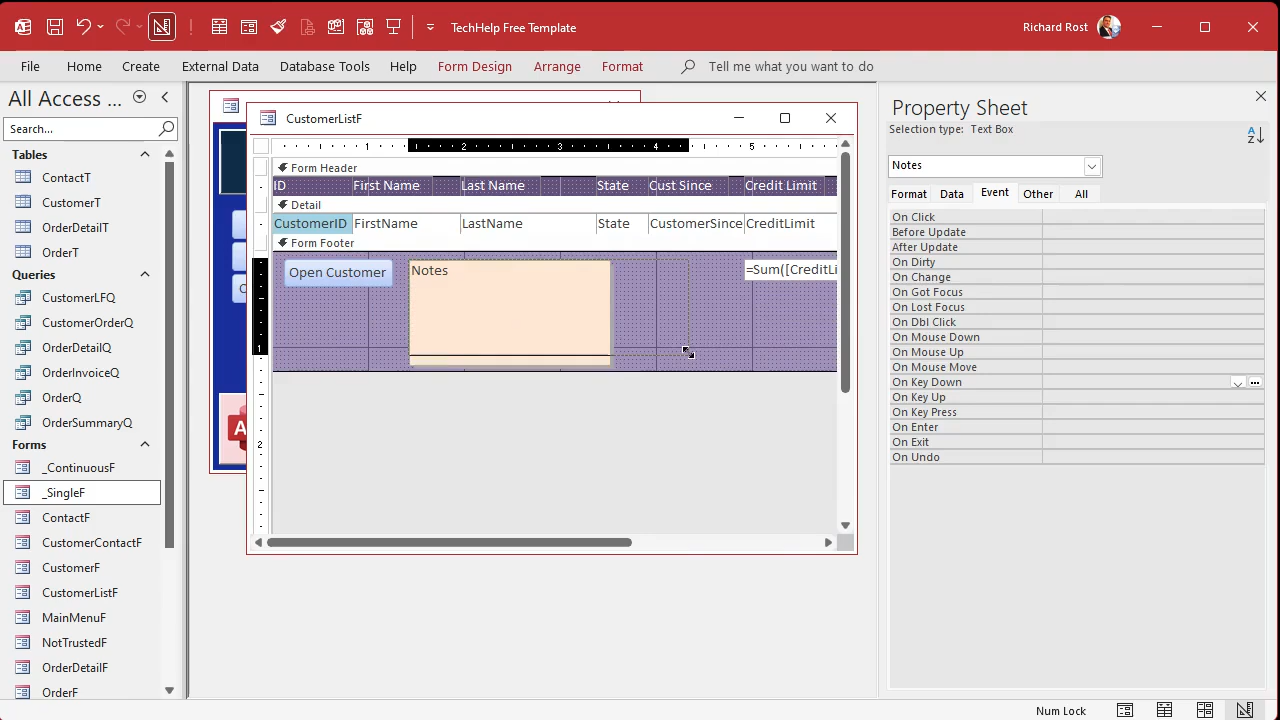 TechHelp Free Template
Richard Rost
File
Home
Create
External Data
Database Tools
Help
Form Design
Arrange
Format
Tell me what you want to do
All Access ...
Search...
Tables
ContactT
CustomerT
OrderDetailT
OrderT
Queries
CustomerLFQ
CustomerOrderQ
OrderDetailQ
OrderInvoiceQ
OrderQ
OrderSummaryQ
Forms
_ContinuousF
_SingleF
ContactF
CustomerContactF
CustomerF
CustomerListF
MainMenuF
NotTrustedF
OrderDetailF
OrderF
CustomerListF
1 2 3 4 5
Form Header
ID First Name Last Name State Cust Since Credit Limit
Detail
CustomerID FirstName LastName State CustomerSince CreditLimit
Form Footer
Open Customer
Notes
=Sum([CreditLi
1
2
Property Sheet
Selection type: Text Box
Notes
Format Data Event Other All
On Click
Before Update
After Update
On Dirty
On Change
On Got Focus
On Lost Focus
On Dbl Click
On Mouse Down
On Mouse Up
On Mouse Move
On Key Down
On Key Up
On Key Press
On Enter
On Exit
On Undo
Num Lock